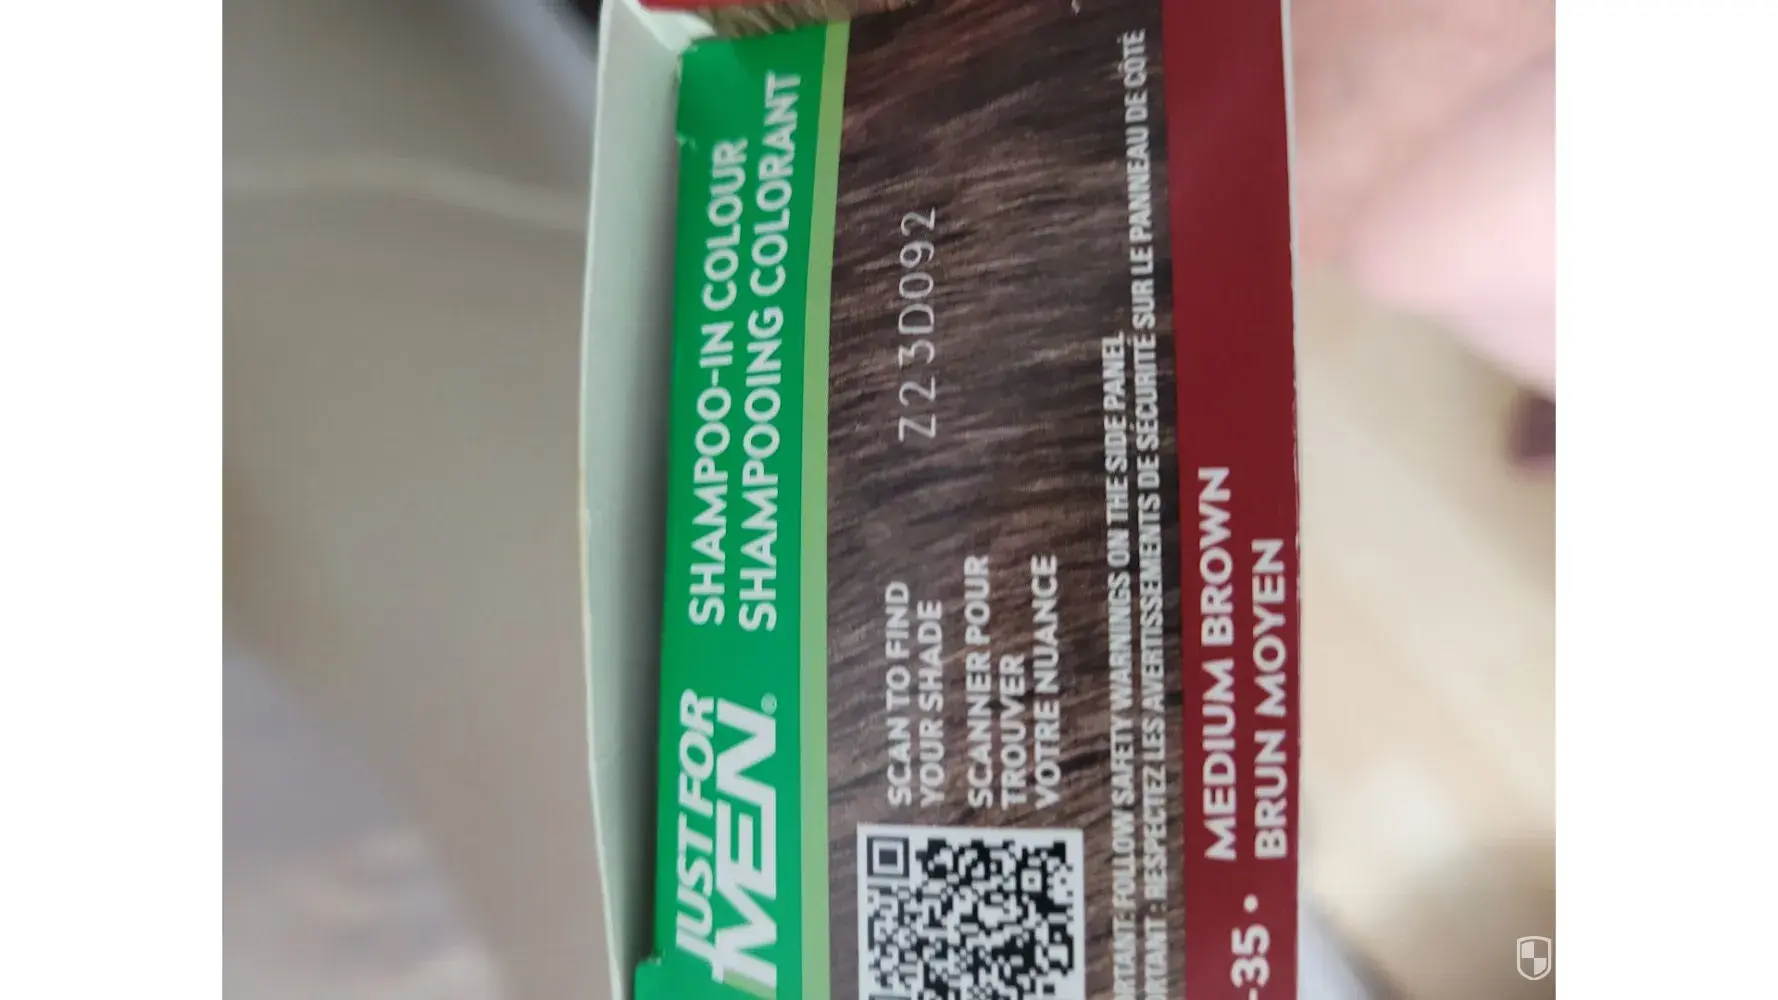 JUST FOR
MEN®
SHAMPOO-IN COLOUR
SHAMPOOING COLORANT
SCAN TO FIND
YOUR SHADE
SCANNER POUR
TROUVER
VOTRE NUANCE
Z23D092
FOLLOW SAFETY WARNINGS ON THE SIDE PANEL.
: RESPECTEZ LES AVERTISSEMENTS DE SÉCURITÉ SUR LE PANNEAU DE CÔTÉ
-35 • MEDIUM BROWN
BRUN MOYEN